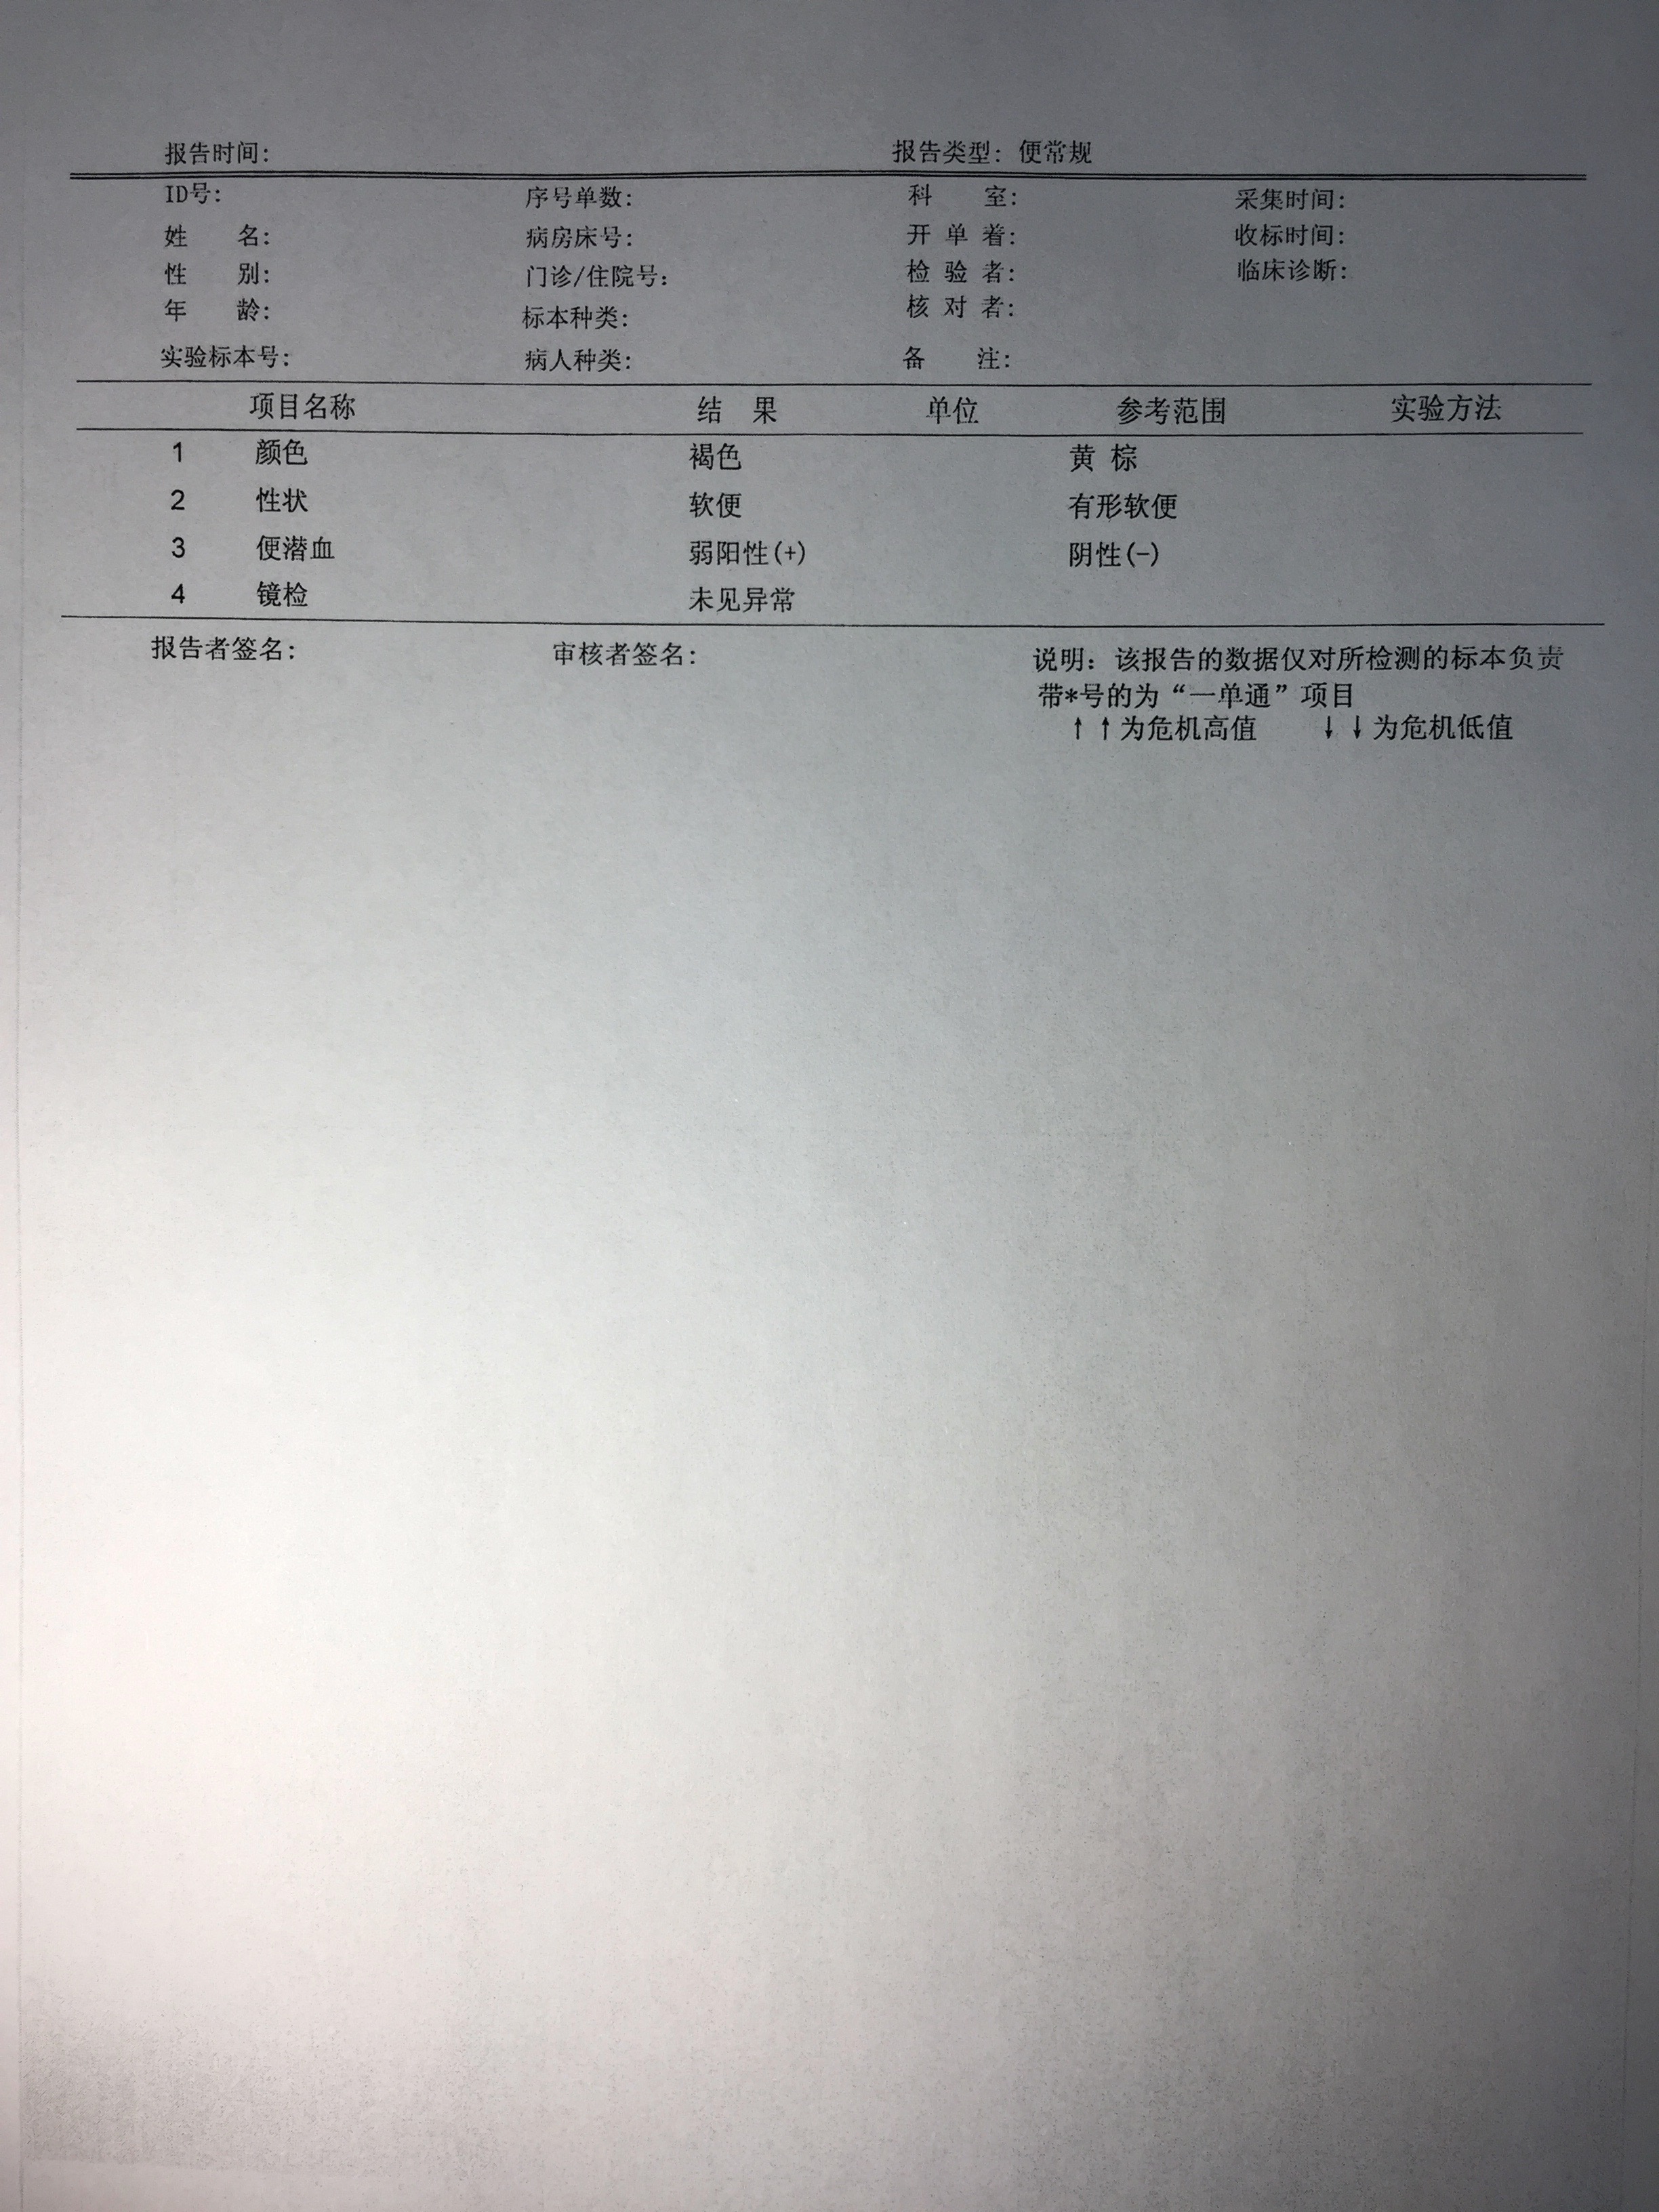 报告时间: 报告类型: 便常规
ID号: 序号单数: 科 室: 采集时间:
姓 名: 病房床号: 开 单 着: 收标时间:
性 别: 门诊/住院号: 检 验 者: 临床诊断:
年 龄: 标本种类: 核 对 者:
实验标本号: 病人种类: 备 注:
项目名称 结 果 单位 参考范围 实验方法
1 颜色 褐色 黄 棕
2 性状 软便 有形软便
3 便潜血 弱阳性(+) 阴性(-)
4 镜检 未见异常
报告者签名: 审核者签名: 说明: 该报告的数据仅对所检测的标本负责
带*号的为“一单通”项目
↑↑为危机高值 ↓↓为危机低值